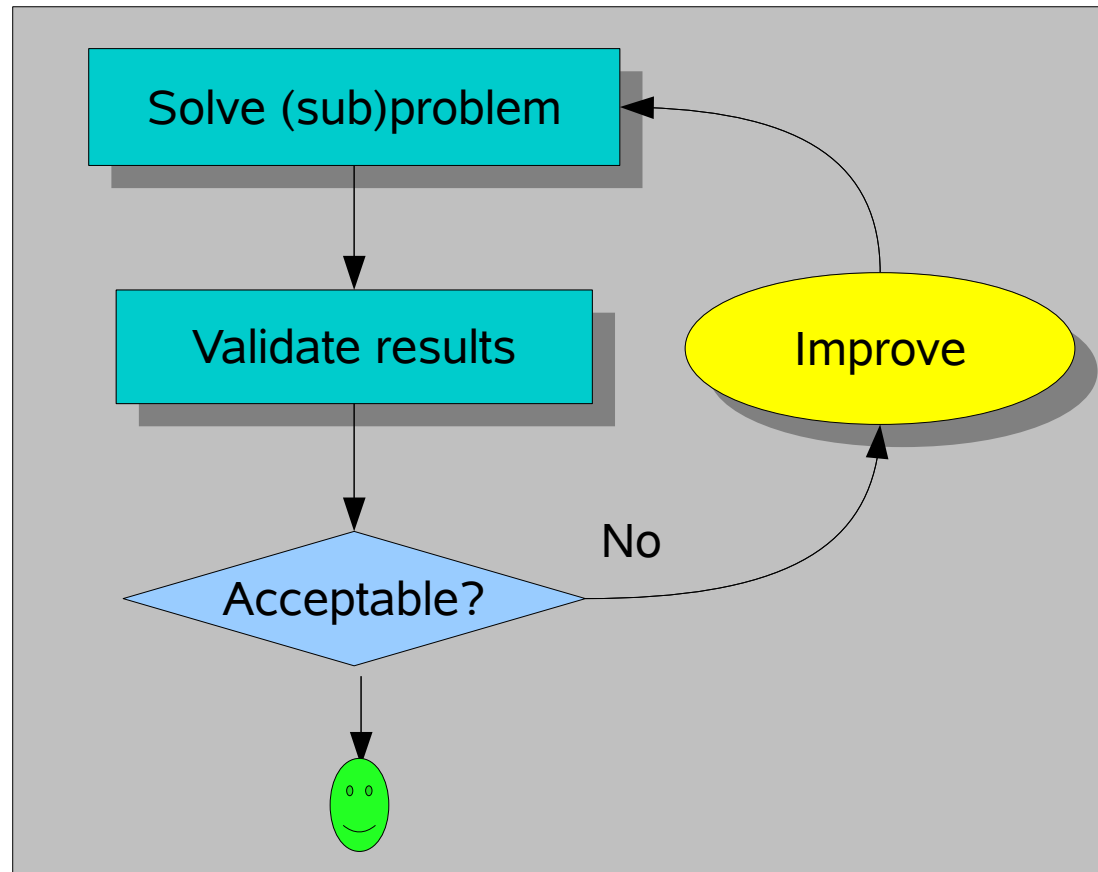 Solve (sub)problem
Validate results
Improve
No
Acceptable?